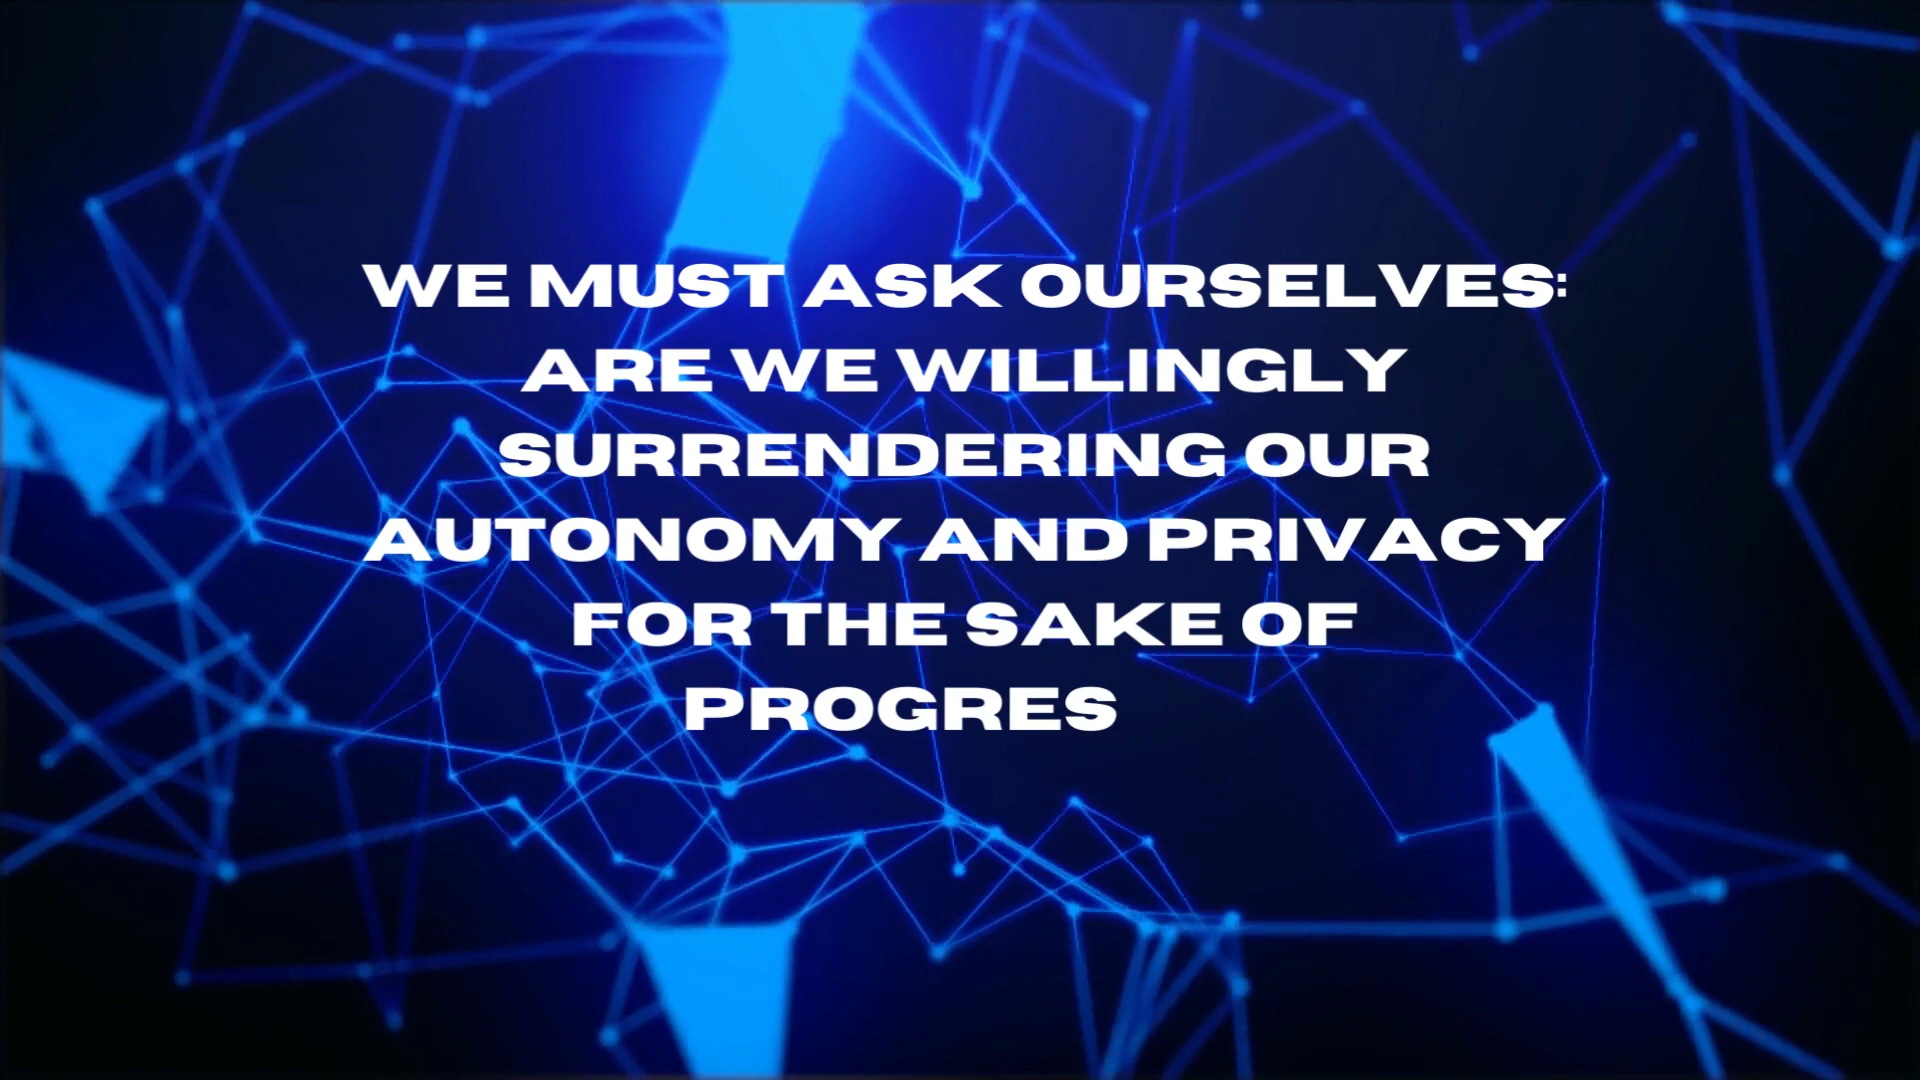 WE MUST ASK OURSELVES:
ARE WE WILLINGLY
SURRENDERING OUR
AUTONOMY AND PRIVACY
FOR THE SAKE OF
PROGRES